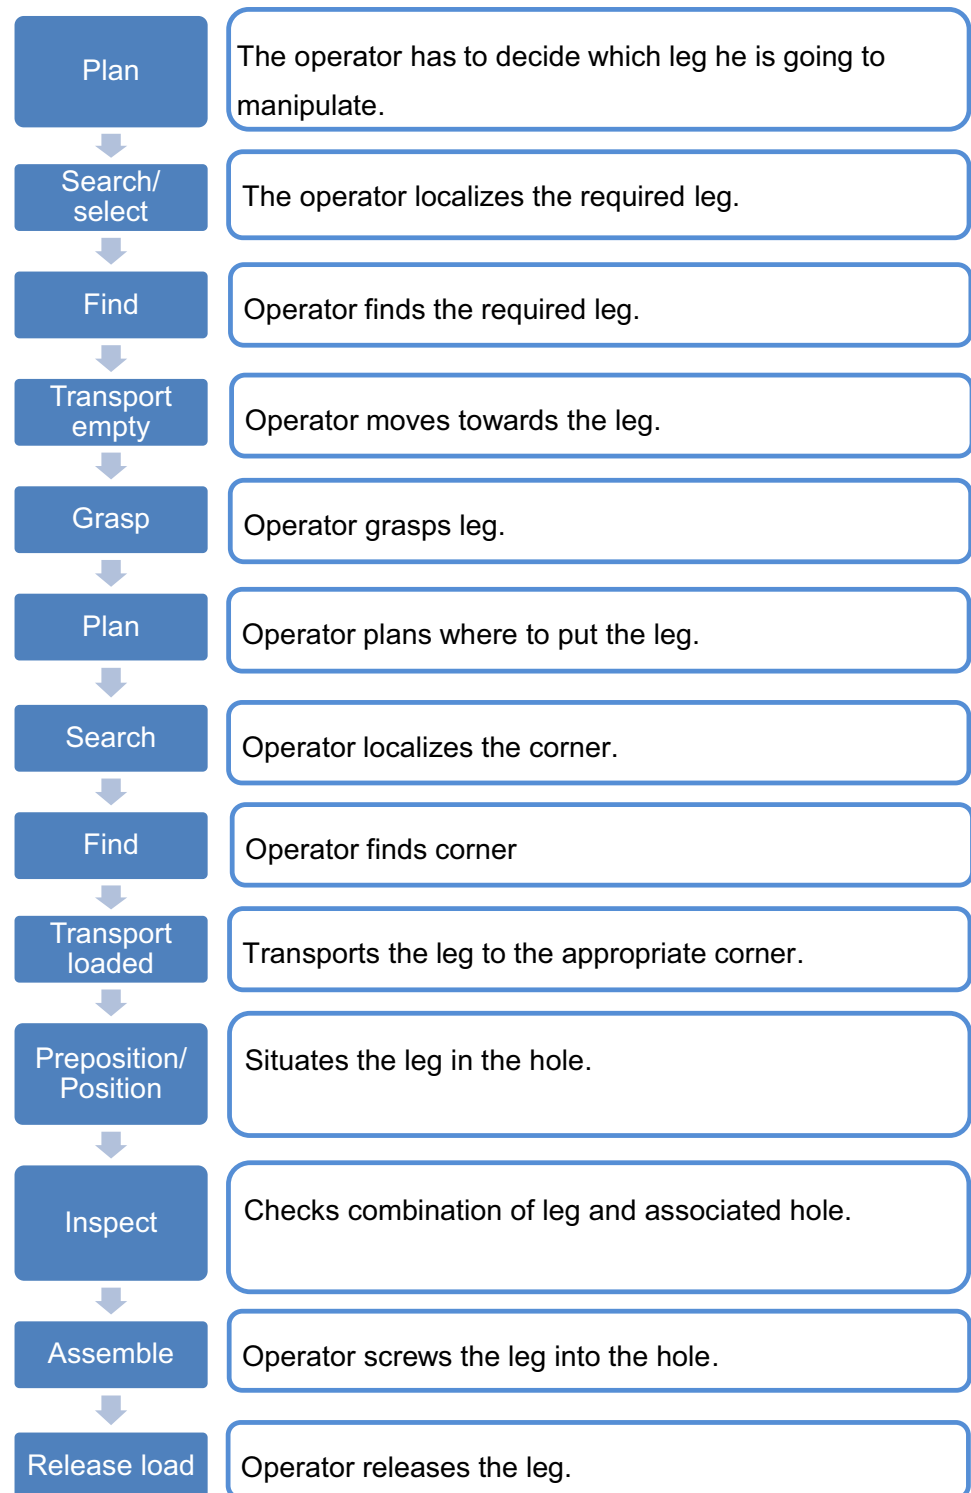 Plan
The operator has to decide which leg he is going to
manipulate.
Search/
select
The operator localizes the required leg.
Find
Operator finds the required leg.
Transport
empty
Operator moves towards the leg.
Grasp
Operator grasps leg.
Plan
Operator plans where to put the leg.
Search
Operator localizes the corner.
Find
Operator finds corner
Transport
loaded
Transports the leg to the appropriate corner.
Preposition/
Position
Situates the leg in the hole.
Inspect
Checks combination of leg and associated hole.
Assemble
Operator screws the leg into the hole.
Release load
Operator releases the leg.